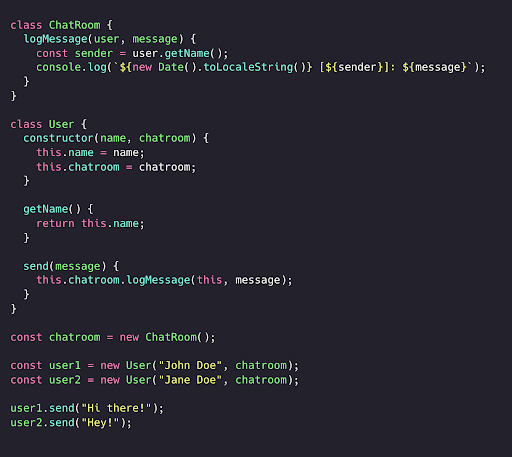 class ChatRoom {
  logMessage(user, message) {
    const sender = user.getName();
    console.log(`${new Date().toLocaleString()} [${sender}]: ${message}`);
  }
}

class User {
  constructor(name, chatroom) {
    this.name = name;
    this.chatroom = chatroom;
  }

  getName() {
    return this.name;
  }

  send(message) {
    this.chatroom.logMessage(this, message);
  }
}

const chatroom = new ChatRoom();

const user1 = new User("John Doe", chatroom);
const user2 = new User("Jane Doe", chatroom);

user1.send("Hi there!");
user2.send("Hey!");